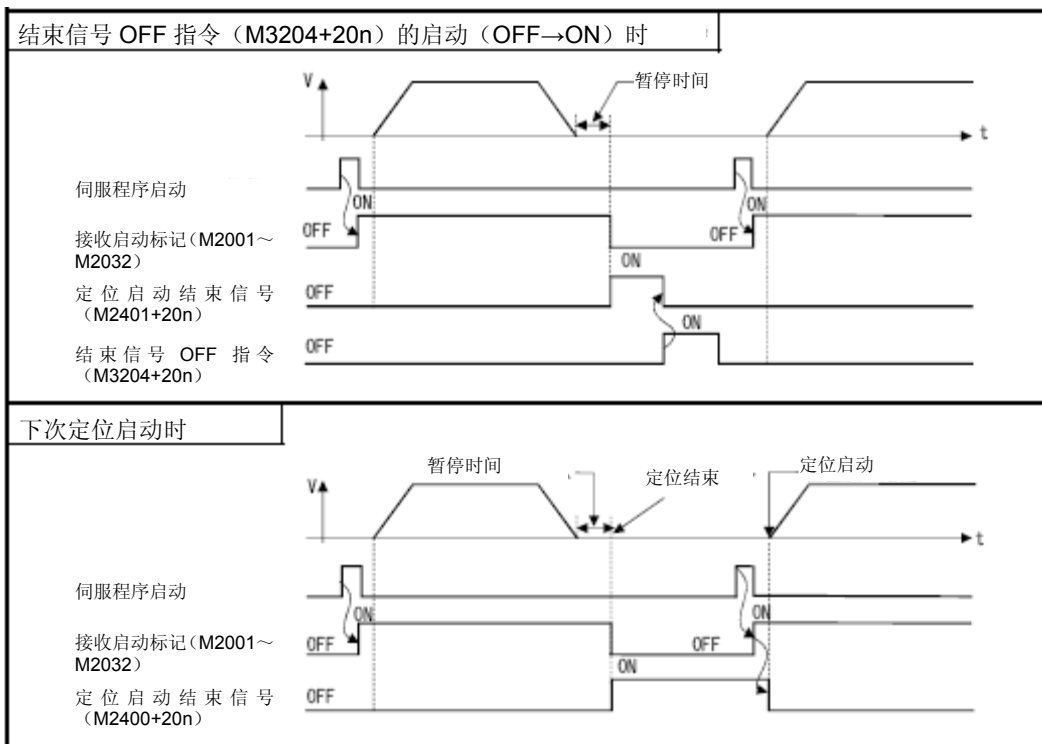 结束信号 OFF 指令（M3204+20n）的启动（OFF→ON）时
V
暂停时间
t
伺服程序启动
ON
ON
接收启动标记（M2001～
M2032）
OFF
OFF
ON
定位启动结束信号
（M2401+20n）
OFF
ON
结束信号 OFF 指令
（M3204+20n）
OFF
下次定位启动时
暂停时间
定位结束
定位启动
V
t
伺服程序启动
ON
ON
接收启动标记（M2001～
M2032）
OFF
OFF
ON
定位启动结束信号
（M2400+20n）
OFF